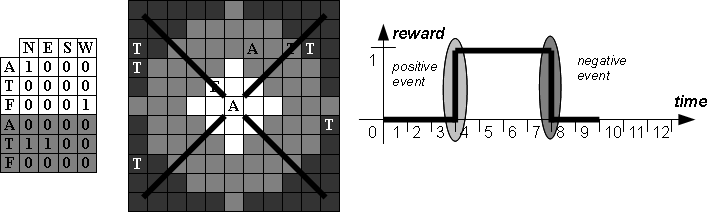 N E S W
A 1 0 0 0
T 0 0 0 0
F 0 0 0 1
A 0 0 0 0
T 1 1 0 0
F 0 0 0 0
T A T T
T
F
A
T
T
reward
1
positive event
negative event
time
0 1 2 3 4 5 6 7 8 9 10 11 12